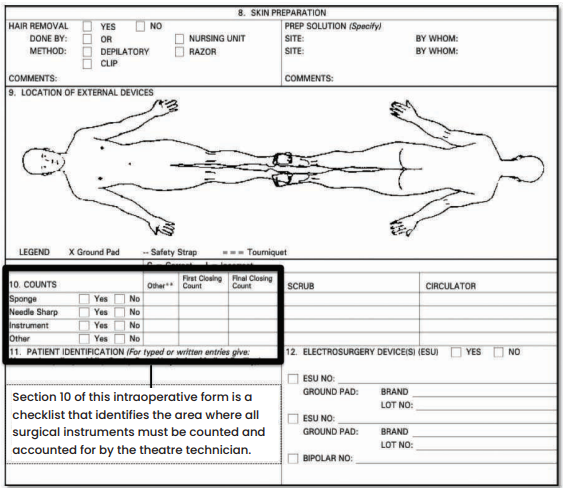 8. SKIN PREPARATION
HAIR REMOVAL YES NO
DONE BY: OR NURSING UNIT
METHOD: DEPILATORY RAZOR
CLIP
COMMENTS:
PREP SOLUTION (Specify)
SITE: BY WHOM:
SITE: BY WHOM:
COMMENTS:
9. LOCATION OF EXTERNAL DEVICES
LEGEND X Ground Pad -- Safety Strap === Tourniquet
10. COUNTS Other** First Closing Count Final Closing Count SCRUB CIRCULATOR
Sponge Yes No
Needle Sharp Yes No
Instrument Yes No
Other Yes No
11. PATIENT IDENTIFICATION (For typed or written entries give:
Section 10 of this intraoperative form is a
checklist that identifies the area where all
surgical instruments must be counted and
accounted for by the theatre technician.
12. ELECTROSURGERY DEVICE(S) (ESU) YES NO
ESU NO:
GROUND PAD: BRAND
LOT NO:
ESU NO:
GROUND PAD: BRAND
LOT NO:
BIPOLAR NO: